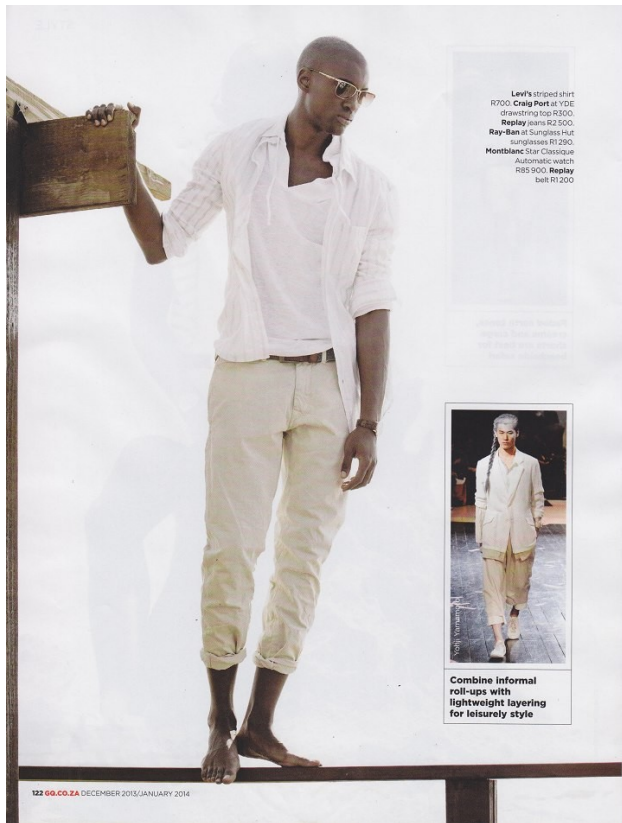 Levi's striped shirt
R700. Craig Port at YDE
drawstring top R300.
Replay jeans R2 500.
Ray-Ban at Sunglass Hut
sunglasses R1 290.
Montblanc Star Classique
Automatic watch
R85 900. Replay
belt R1 200
Yohji Yamamoto
Combine informal
roll-ups with
lightweight layering
for leisurely style
122 GQ.CO.ZA DECEMBER 2013/JANUARY 2014